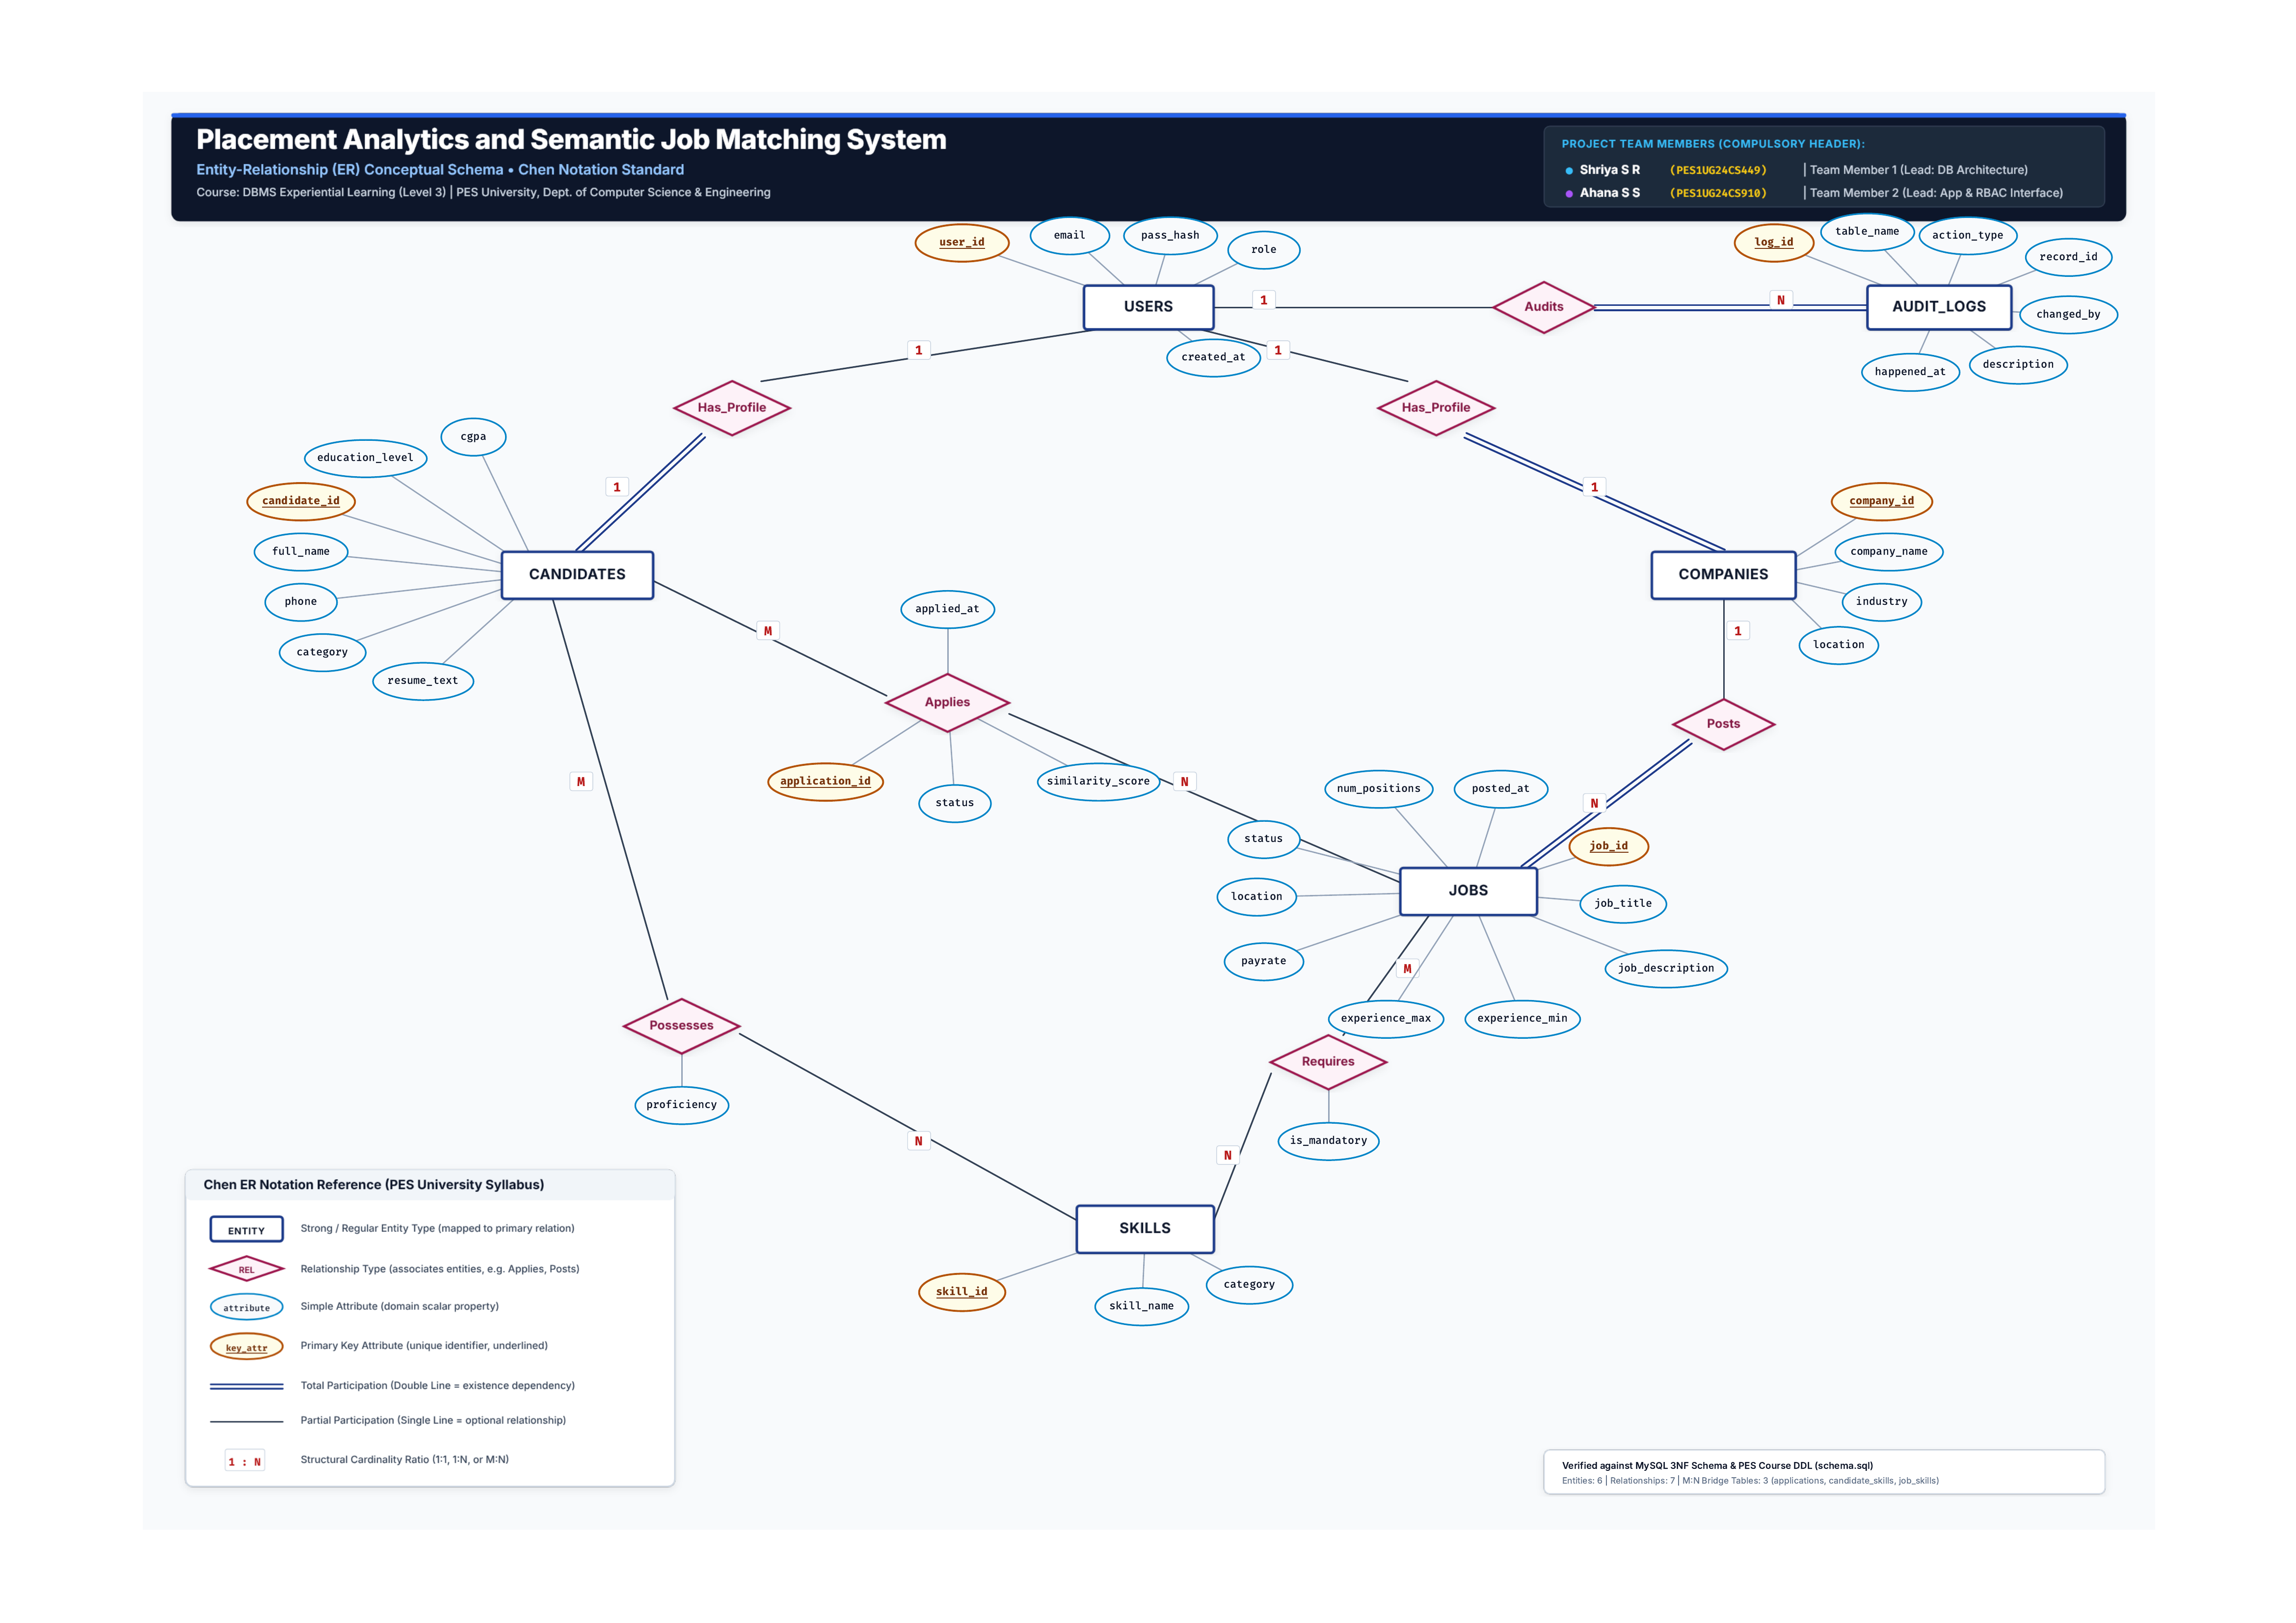 Placement Analytics and Semantic Job Matching System
Entity-Relationship (ER) Conceptual Schema • Chen Notation Standard
Course: DBMS Experiential Learning (Level 3) | PES University, Dept. of Computer Science & Engineering
PROJECT TEAM MEMBERS (COMPULSORY HEADER):
Shriya S R (PES1UG24CS449) | Team Member 1 (Lead: DB Architecture)
Ahana S S (PES1UG24CS910) | Team Member 2 (Lead: App & RBAC Interface)
user_id
email
pass_hash
role
USERS
created_at
1
Audits
N
log_id
table_name
action_type
record_id
AUDIT_LOGS
changed_by
happened_at
description
1
1
Has_Profile
Has_Profile
1
1
cgpa
education_level
candidate_id
full_name
phone
category
resume_text
CANDIDATES
company_id
company_name
industry
location
COMPANIES
1
Posts
N
M
applied_at
Applies
application_id
status
similarity_score
N
M
num_positions
posted_at
job_id
status
location
payrate
JOBS
job_title
job_description
M
experience_max
experience_min
Possesses
proficiency
N
Requires
is_mandatory
N
SKILLS
skill_id
skill_name
category
Chen ER Notation Reference (PES University Syllabus)
ENTITY Strong / Regular Entity Type (mapped to primary relation)
REL Relationship Type (associates entities, e.g. Applies, Posts)
attribute Simple Attribute (domain scalar property)
key_attr Primary Key Attribute (unique identifier, underlined)
Total Participation (Double Line = existence dependency)
Partial Participation (Single Line = optional relationship)
1 : N Structural Cardinality Ratio (1:1, 1:N, or M:N)
Verified against MySQL 3NF Schema & PES Course DDL (schema.sql)
Entities: 6 | Relationships: 7 | M:N Bridge Tables: 3 (applications, candidate_skills, job_skills)